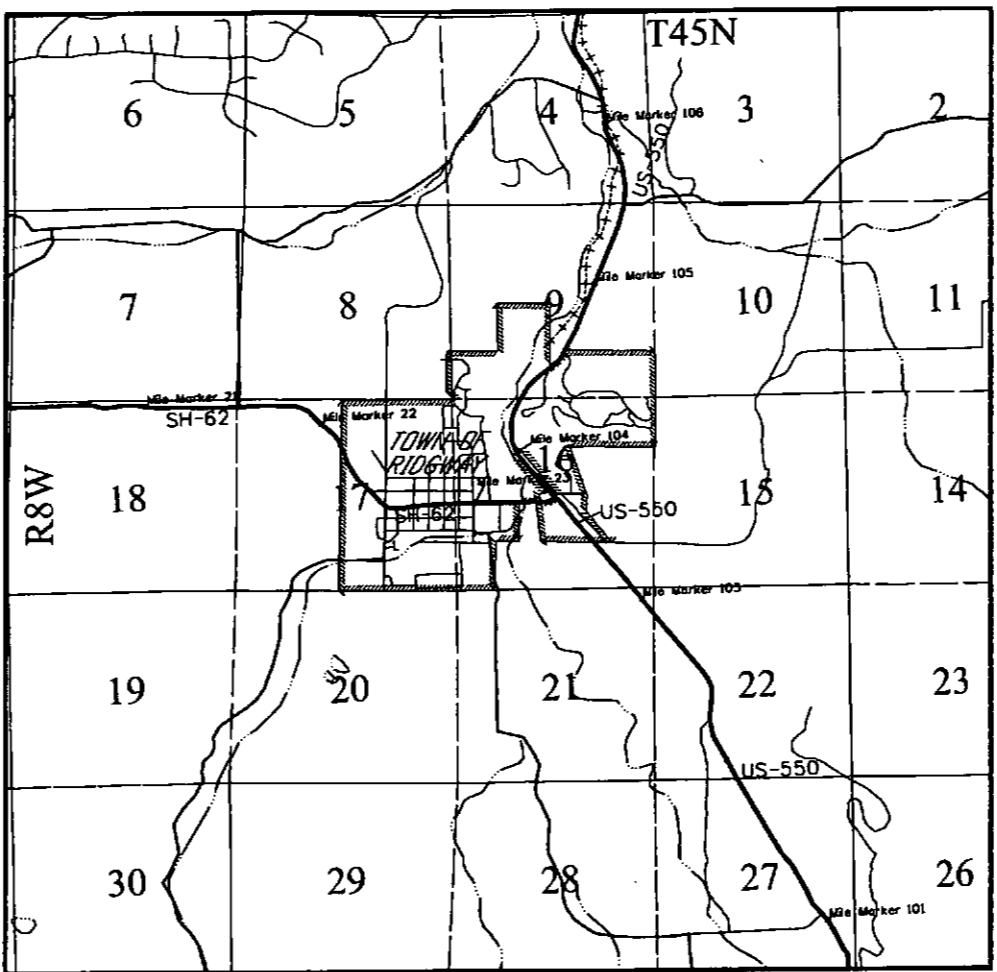 T45N
6
5
4
3
2
Mile Marker 106
US-550
7
8
9
10
11
Mile Marker 105
Mile Marker 21
SH-62
Mile Marker 22
TOWN OF
RIDGWAY
Mile Marker 104
16
Mile Marker 23
R8W
18
17
15
14
SH-62
US-550
Mile Marker 103
19
20
21
22
23
US-550
30
29
28
27
26
Mile Marker 101